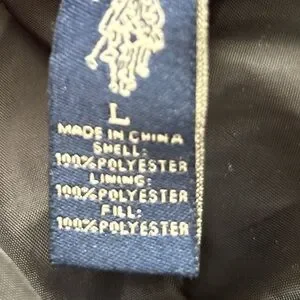 L
MADE IN CHINA
SHELL:
100%POLYESTER
LINING:
100%POLYESTER
FILL:
100%POLYESTER